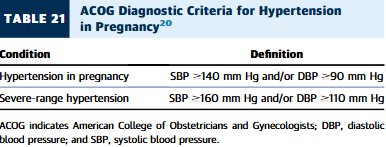 TABLE 21
ACOG Diagnostic Criteria for Hypertension
in Pregnancy20
Condition Definition
Hypertension in pregnancy SBP ≥140 mm Hg and/or DBP ≥90 mm Hg
Severe-range hypertension SBP ≥160 mm Hg and/or DBP ≥110 mm Hg
ACOG indicates American College of Obstetricians and Gynecologists; DBP, diastolic
blood pressure; and SBP, systolic blood pressure.